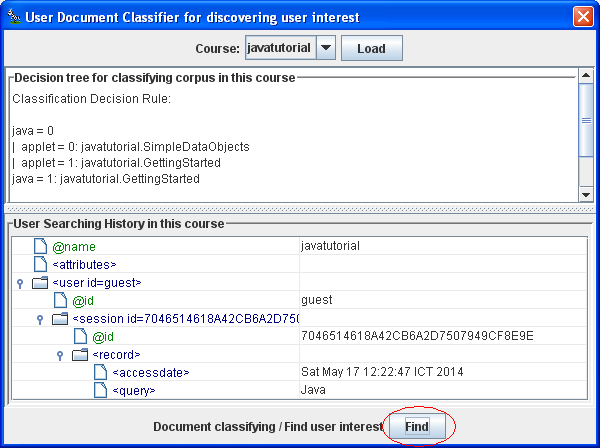 User Document Classifier for discovering user interest
Course: javatutorial Load
Decision tree for classifying corpus in this course
Classification Decision Rule:
java = 0
| applet = 0: javatutorial.SimpleDataObjects
| applet = 1: javatutorial.GettingStarted
java = 1: javatutorial.GettingStarted
User Searching History in this course
@name javatutorial
<attributes>
<user id=guest>
@id guest
<session id=7046514618A42CB6A2D750
@id 7046514618A42CB6A2D7507949CF8E9E
<record>
<accessdate> Sat May 17 12:22:47 ICT 2014
<query> Java
Document classifying / Find user interest Find